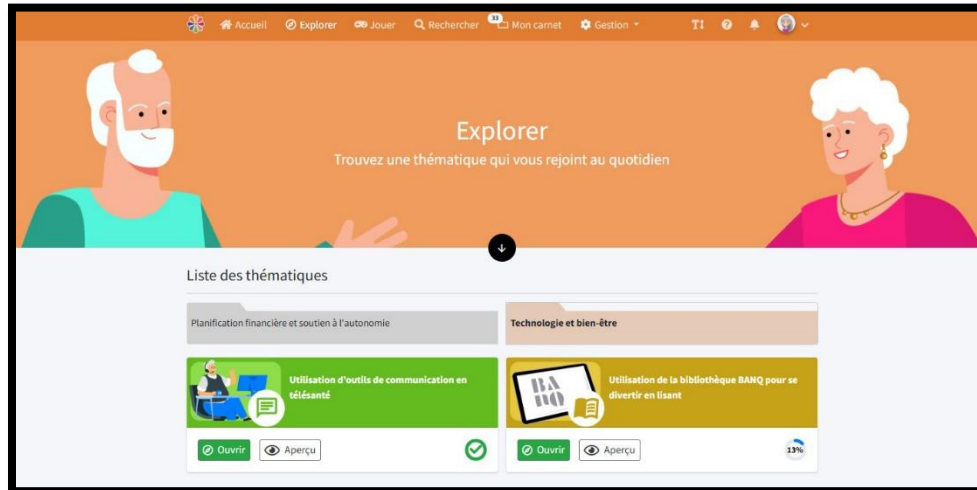 Accueil Explorer Jouer Rechercher 33 Mon carnet Gestion
Explorer
Trouvez une thématique qui vous rejoint au quotidien
Liste des thématiques
Planification financière et soutien à l'autonomie
Technologie et bien-être
Utilisation d'outils de communication en
télésanté
BA
NQ
Utilisation de la bibliothèque BANQ pour se
divertir en lisant
Ouvrir Aperçu
Ouvrir Aperçu 13%